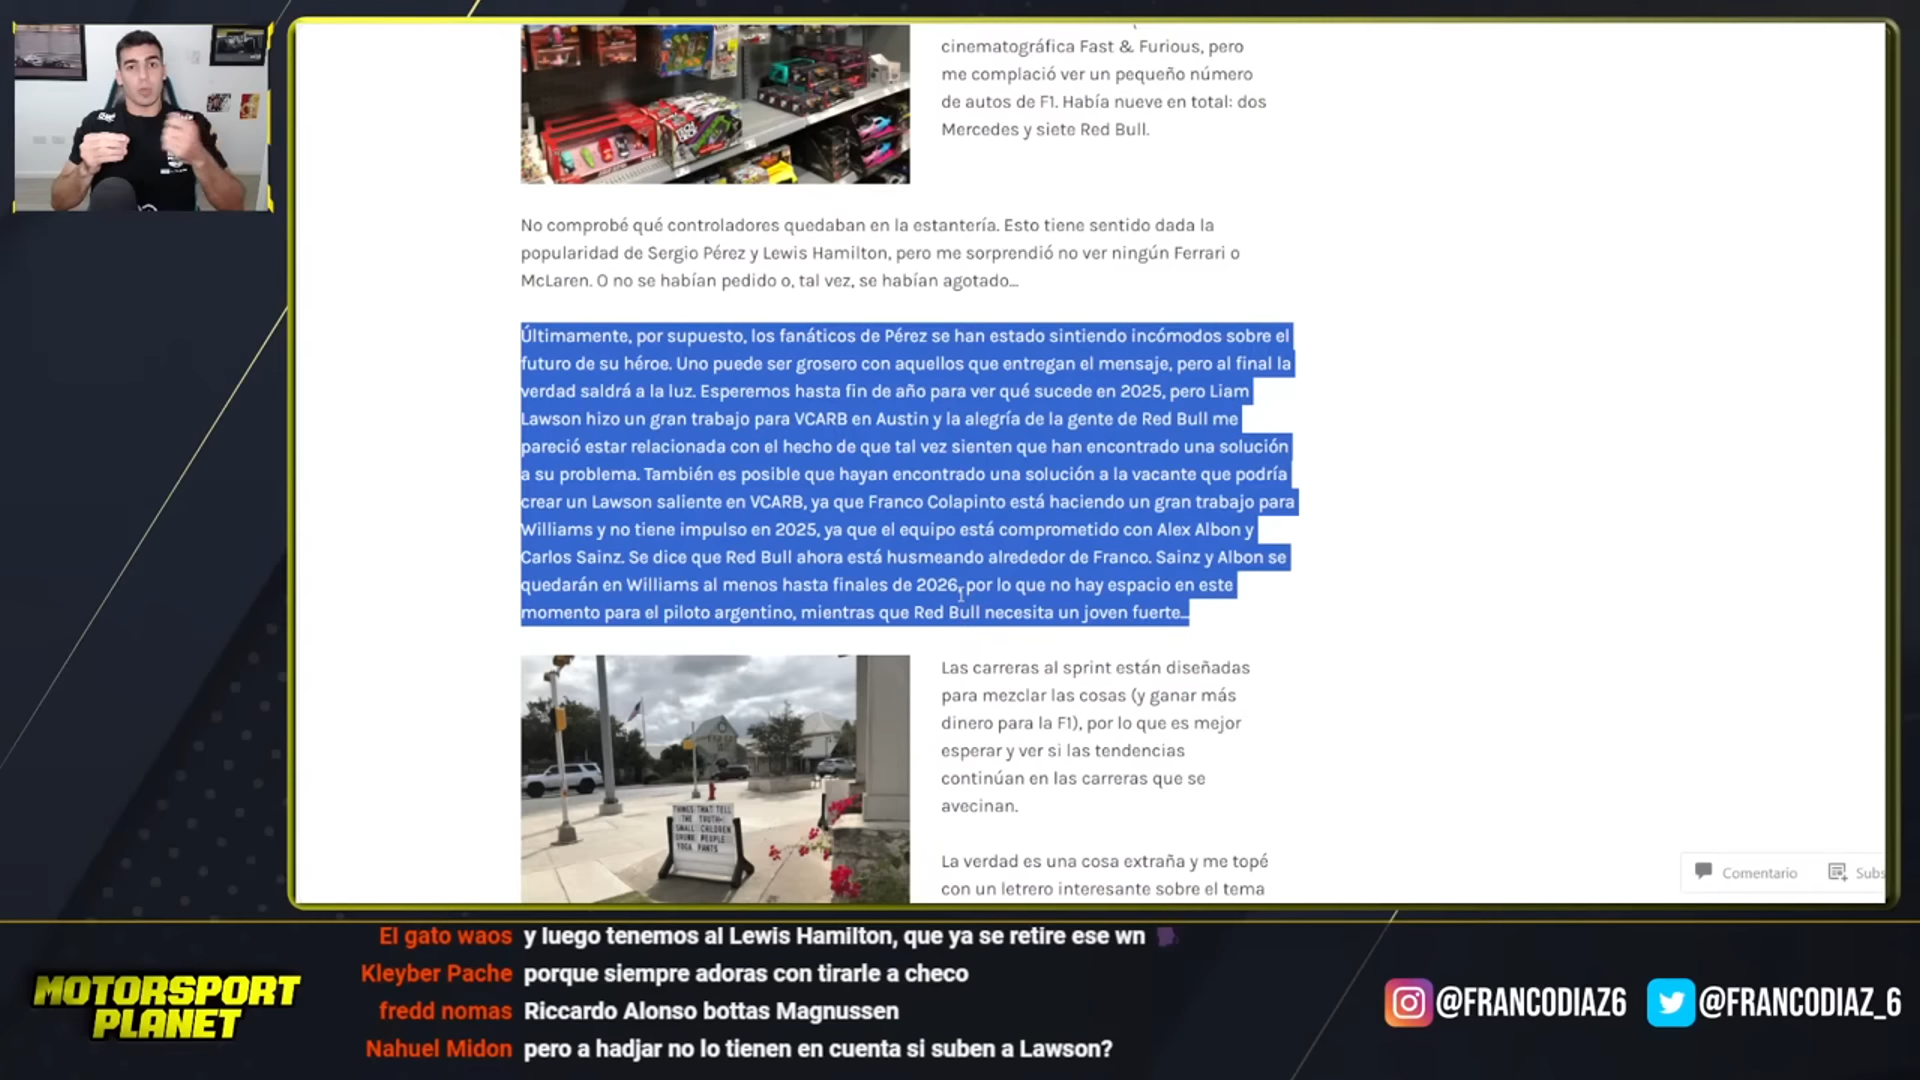 cinematográfica Fast & Furious, pero
me complació ver un pequeño número
de autos de F1. Había nueve en total: dos
Mercedes y siete Red Bull.
No comprobé qué controladores quedaban en la estantería. Esto tiene sentido dada la
popularidad de Sergio Pérez y Lewis Hamilton, pero me sorprendió no ver ningún Ferrari o
McLaren. O no se habían pedido o, tal vez, se habían agotado...
Últimamente, por supuesto, los fanáticos de Pérez se han estado sintiendo incómodos sobre el
futuro de su héroe. Uno puede ser grosero con aquellos que entregan el mensaje, pero al final la
verdad saldrá a la luz. Esperemos hasta fin de año para ver qué sucede en 2025, pero Liam
Lawson hizo un gran trabajo para VCARB en Austin y la alegría de la gente de Red Bull me
pareció estar relacionada con el hecho de que tal vez sienten que han encontrado una solución
a su problema. También es posible que hayan encontrado una solución a la vacante que podría
crear un Lawson saliente en VCARB, ya que Franco Colapinto está haciendo un gran trabajo para
Williams y no tiene impulso en 2025, ya que el equipo está comprometido con Alex Albon y
Carlos Sainz. Se dice que Red Bull ahora está husmeando alrededor de Franco. Sainz y Albon se
quedarán en Williams al menos hasta finales de 2026, por lo que no hay espacio en este
momento para el piloto argentino, mientras que Red Bull necesita un joven fuerte...
THINGS THAT TELL
THE TRUTH-
SMALL CHILDREN
DRUNK PEOPLE
YOGA PANTS
Las carreras al sprint están diseñadas
para mezclar las cosas (y ganar más
dinero para la F1), por lo que es mejor
esperar y ver si las tendencias
continúan en las carreras que se
avecinan.
La verdad es una cosa extraña y me topé
con un letrero interesante sobre el tema
Comentario Subs
El gato waos y luego tenemos al Lewis Hamilton, que ya se retire ese wn
Kleyber Pache porque siempre adoras con tirarle a checo
fredd nomas Riccardo Alonso bottas Magnussen
Nahuel Midon pero a hadjar no lo tienen en cuenta si suben a Lawson?
MOTORSPORT
PLANET
@FRANCODIAZ6 @FRANCODIAZ_6